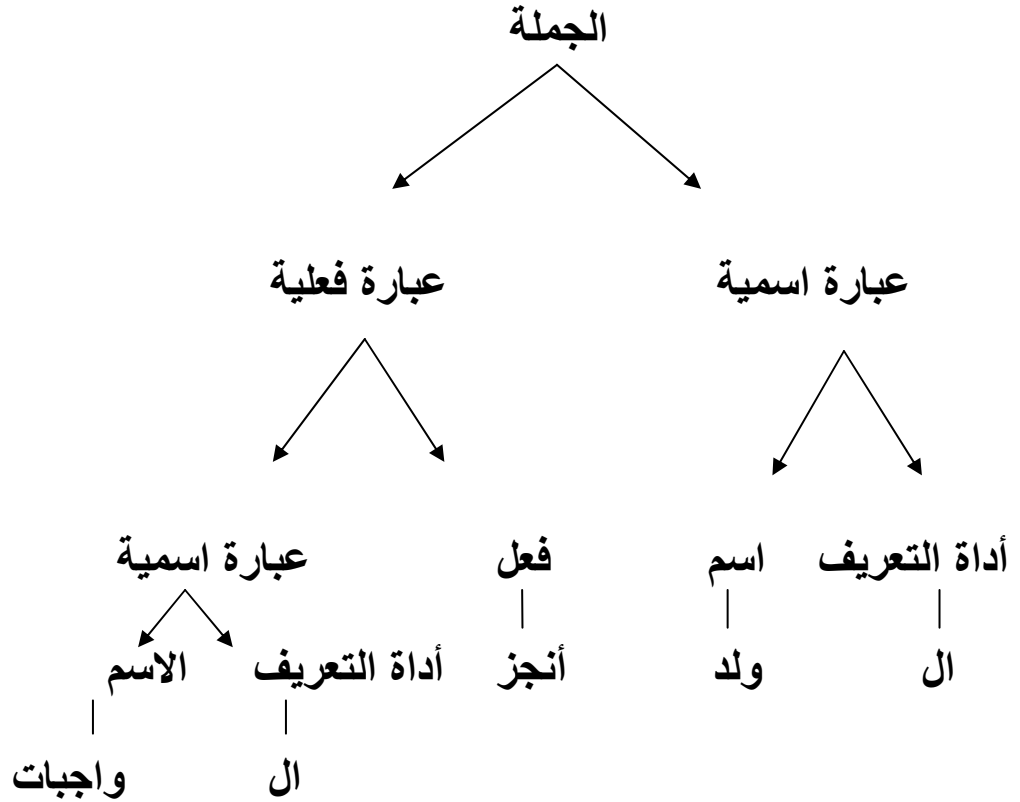 الجملة
عبارة اسمية عبارة فعلية
أداة التعريف اسم فعل عبارة اسمية
ال ولد أنجز أداة التعريف الاسم
ال واجبات